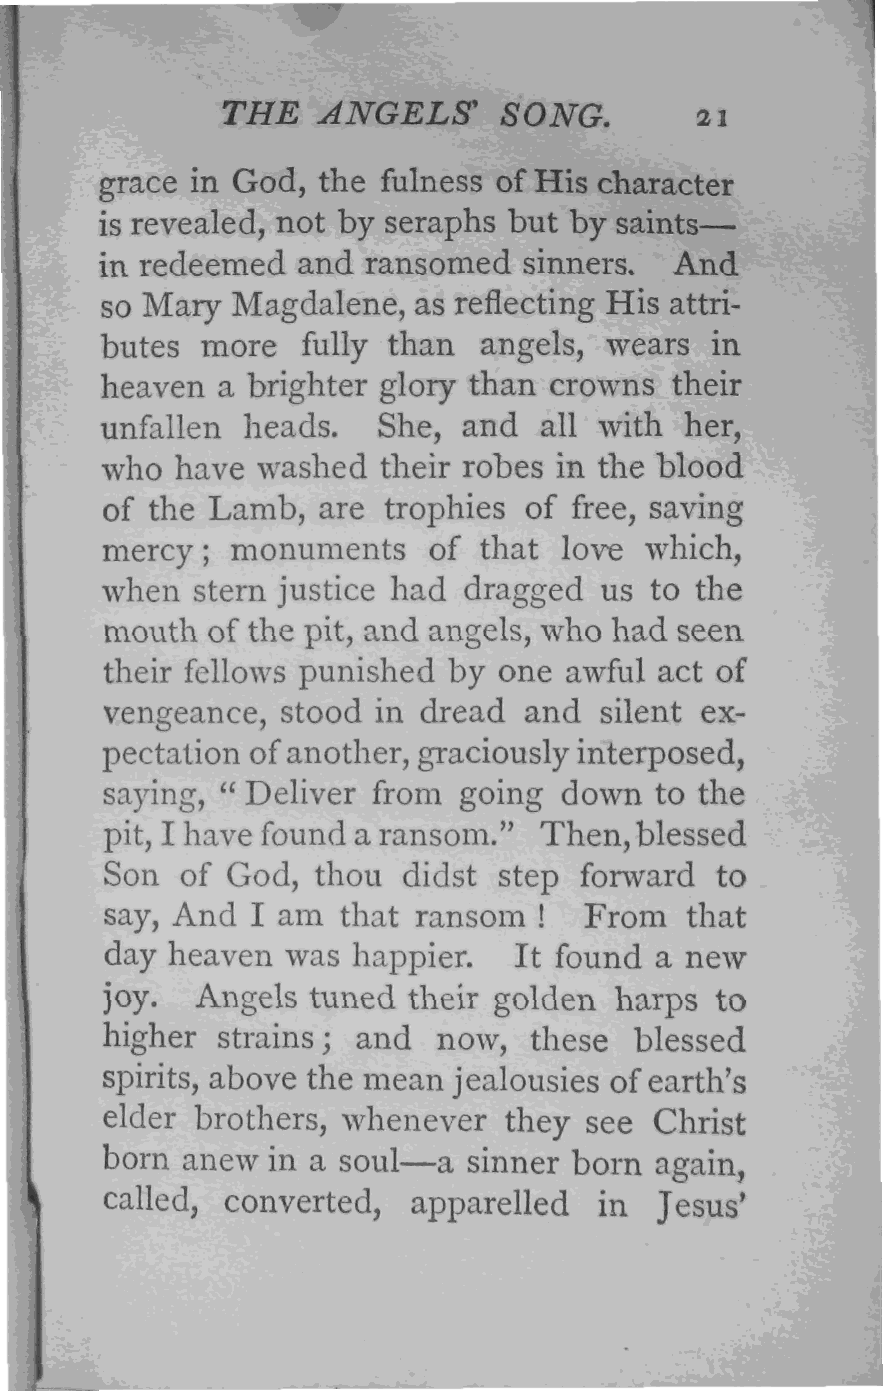 THE ANGELS' SONG. 21
grace in God, the fulness of His character
is revealed, not by seraphs but by saints—
in redeemed and ransomed sinners. And
so Mary Magdalene, as reflecting His attri-
butes more fully than angels, wears in
heaven a brighter glory than crowns their
unfallen heads. She, and all with her,
who have washed their robes in the blood
of the Lamb, are trophies of free, saving
mercy; monuments of that love which,
when stern justice had dragged us to the
mouth of the pit, and angels, who had seen
their fellows punished by one awful act of
vengeance, stood in dread and silent ex-
pectation of another, graciously interposed,
saying, “Deliver from going down to the
pit, I have found a ransom.” Then, blessed
Son of God, thou didst step forward to
say, And I am that ransom! From that
day heaven was happier. It found a new
joy. Angels tuned their golden harps to
higher strains; and now, these blessed
spirits, above the mean jealousies of earth's
elder brothers, whenever they see Christ
born anew in a soul—a sinner born again,
called, converted, apparelled in Jesus'